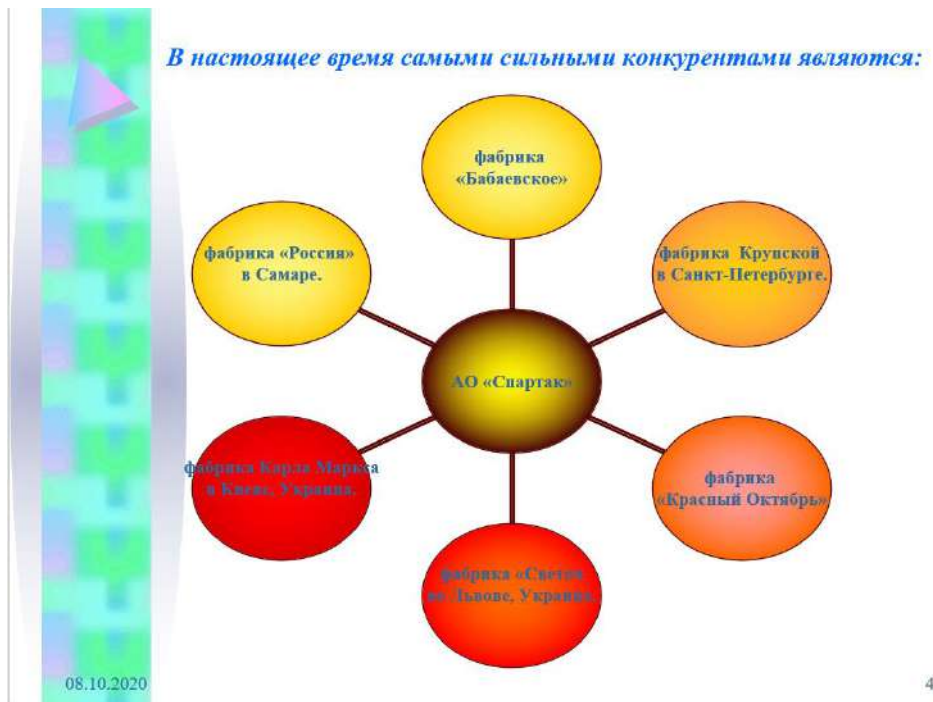 В настоящее время самыми сильными конкурентами являются:
фабрика
«Бабаевское»
фабрика «Россия»
в Самаре.
фабрика Крупской
в Санкт-Петербурге.
АО «Спартак»
фабрика Карла Маркса
в Киеве, Украина.
фабрика
«Красный Октябрь»
фабрика «Светоч
во Львове, Украина.
08.10.2020
4